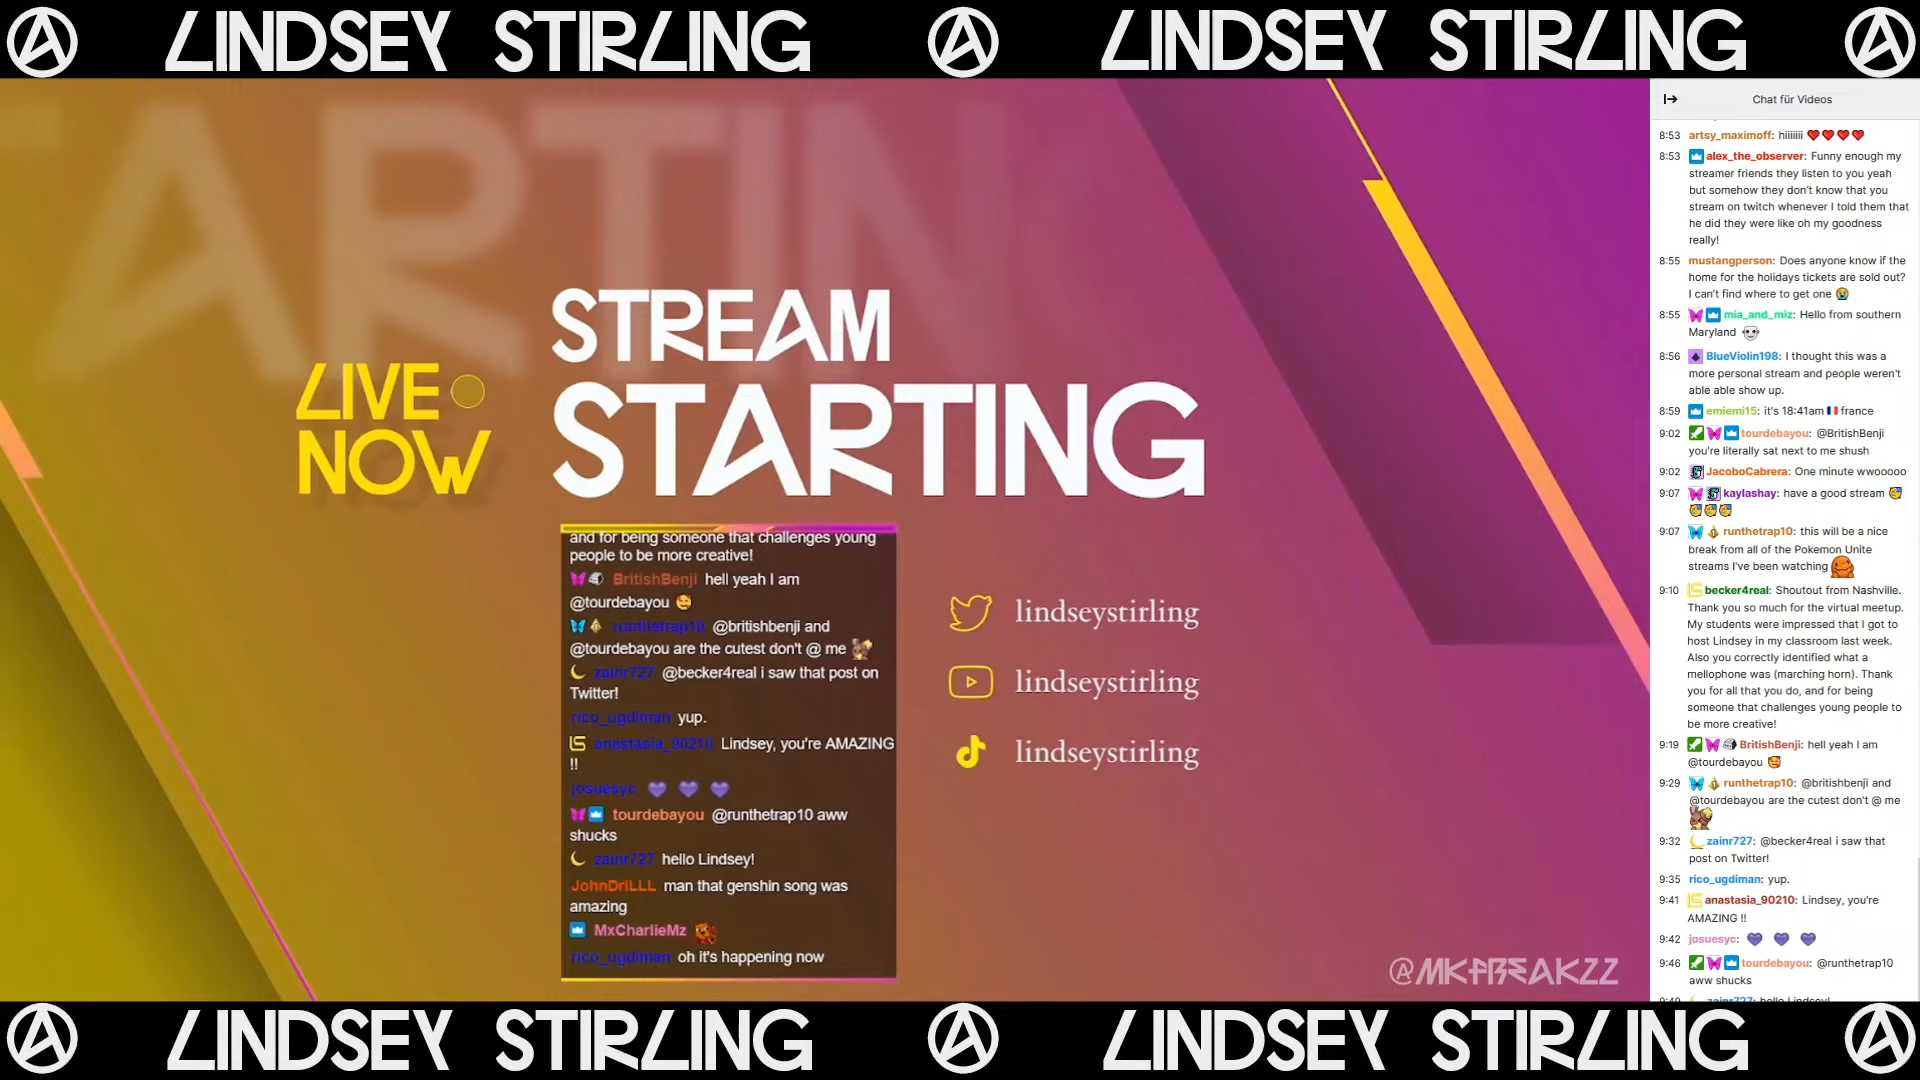 LINDSEY STIRLING LINDSEY STIRLING
STARTIN
STREAM
STARTING
LIVE
NOW
and for being someone that challenges young
people to be more creative!
BritishBenji hell yeah I am
@tourdebayou
runthetrap10 @britishbenji and
@tourdebayou are the cutest don't @ me
zainr727 @becker4real i saw that post on
Twitter!
rico_ugdiman yup.
anastasia_90210 Lindsey, you're AMAZING
!!
josuesyc
tourdebayou @runthetrap10 aww
shucks
zainr727 hello Lindsey!
JohnDrILLL man that genshin song was
amazing
MxCharlieMz
rico_ugdiman oh it's happening now
lindseystirling
lindseystirling
lindseystirling
@MKFREAKZZ
Chat für Videos
8:53 artsy_maximoff: hiiiiiii
8:53 alex_the_observer: Funny enough my
streamer friends they listen to you yeah
but somehow they don't know that you
stream on twitch whenever I told them that
he did they were like oh my goodness
really!
8:55 mustangperson: Does anyone know if the
home for the holidays tickets are sold out?
I can't find where to get one
8:55 mia_and_miz: Hello from southern
Maryland
8:56 BlueViolin198: I thought this was a
more personal stream and people weren't
able able show up.
8:59 emiemi15: it's 18:41am france
9:02 tourdebayou: @BritishBenji
you're literally sat next to me shush
9:02 JacoboCabrera: One minute wwooooo
9:07 kaylashay: have a good stream
9:07 runthetrap10: this will be a nice
break from all of the Pokemon Unite
streams I've been watching
9:10 becker4real: Shoutout from Nashville.
Thank you so much for the virtual meetup.
My students were impressed that I got to
host Lindsey in my classroom last week.
Also you correctly identified what a
mellophone was (marching horn). Thank
you for all that you do, and for being
someone that challenges young people to
be more creative!
9:19 BritishBenji: hell yeah I am
@tourdebayou
9:29 runthetrap10: @britishbenji and
@tourdebayou are the cutest don't @ me
9:32 zainr727: @becker4real i saw that
post on Twitter!
9:35 rico_ugdiman: yup.
9:41 anastasia_90210: Lindsey, you're
AMAZING !!
9:42 josuesyc:
9:46 tourdebayou: @runthetrap10
aww shucks
9:49 zainr727: hello Lindsey!
LINDSEY STIRLING LINDSEY STIRLING